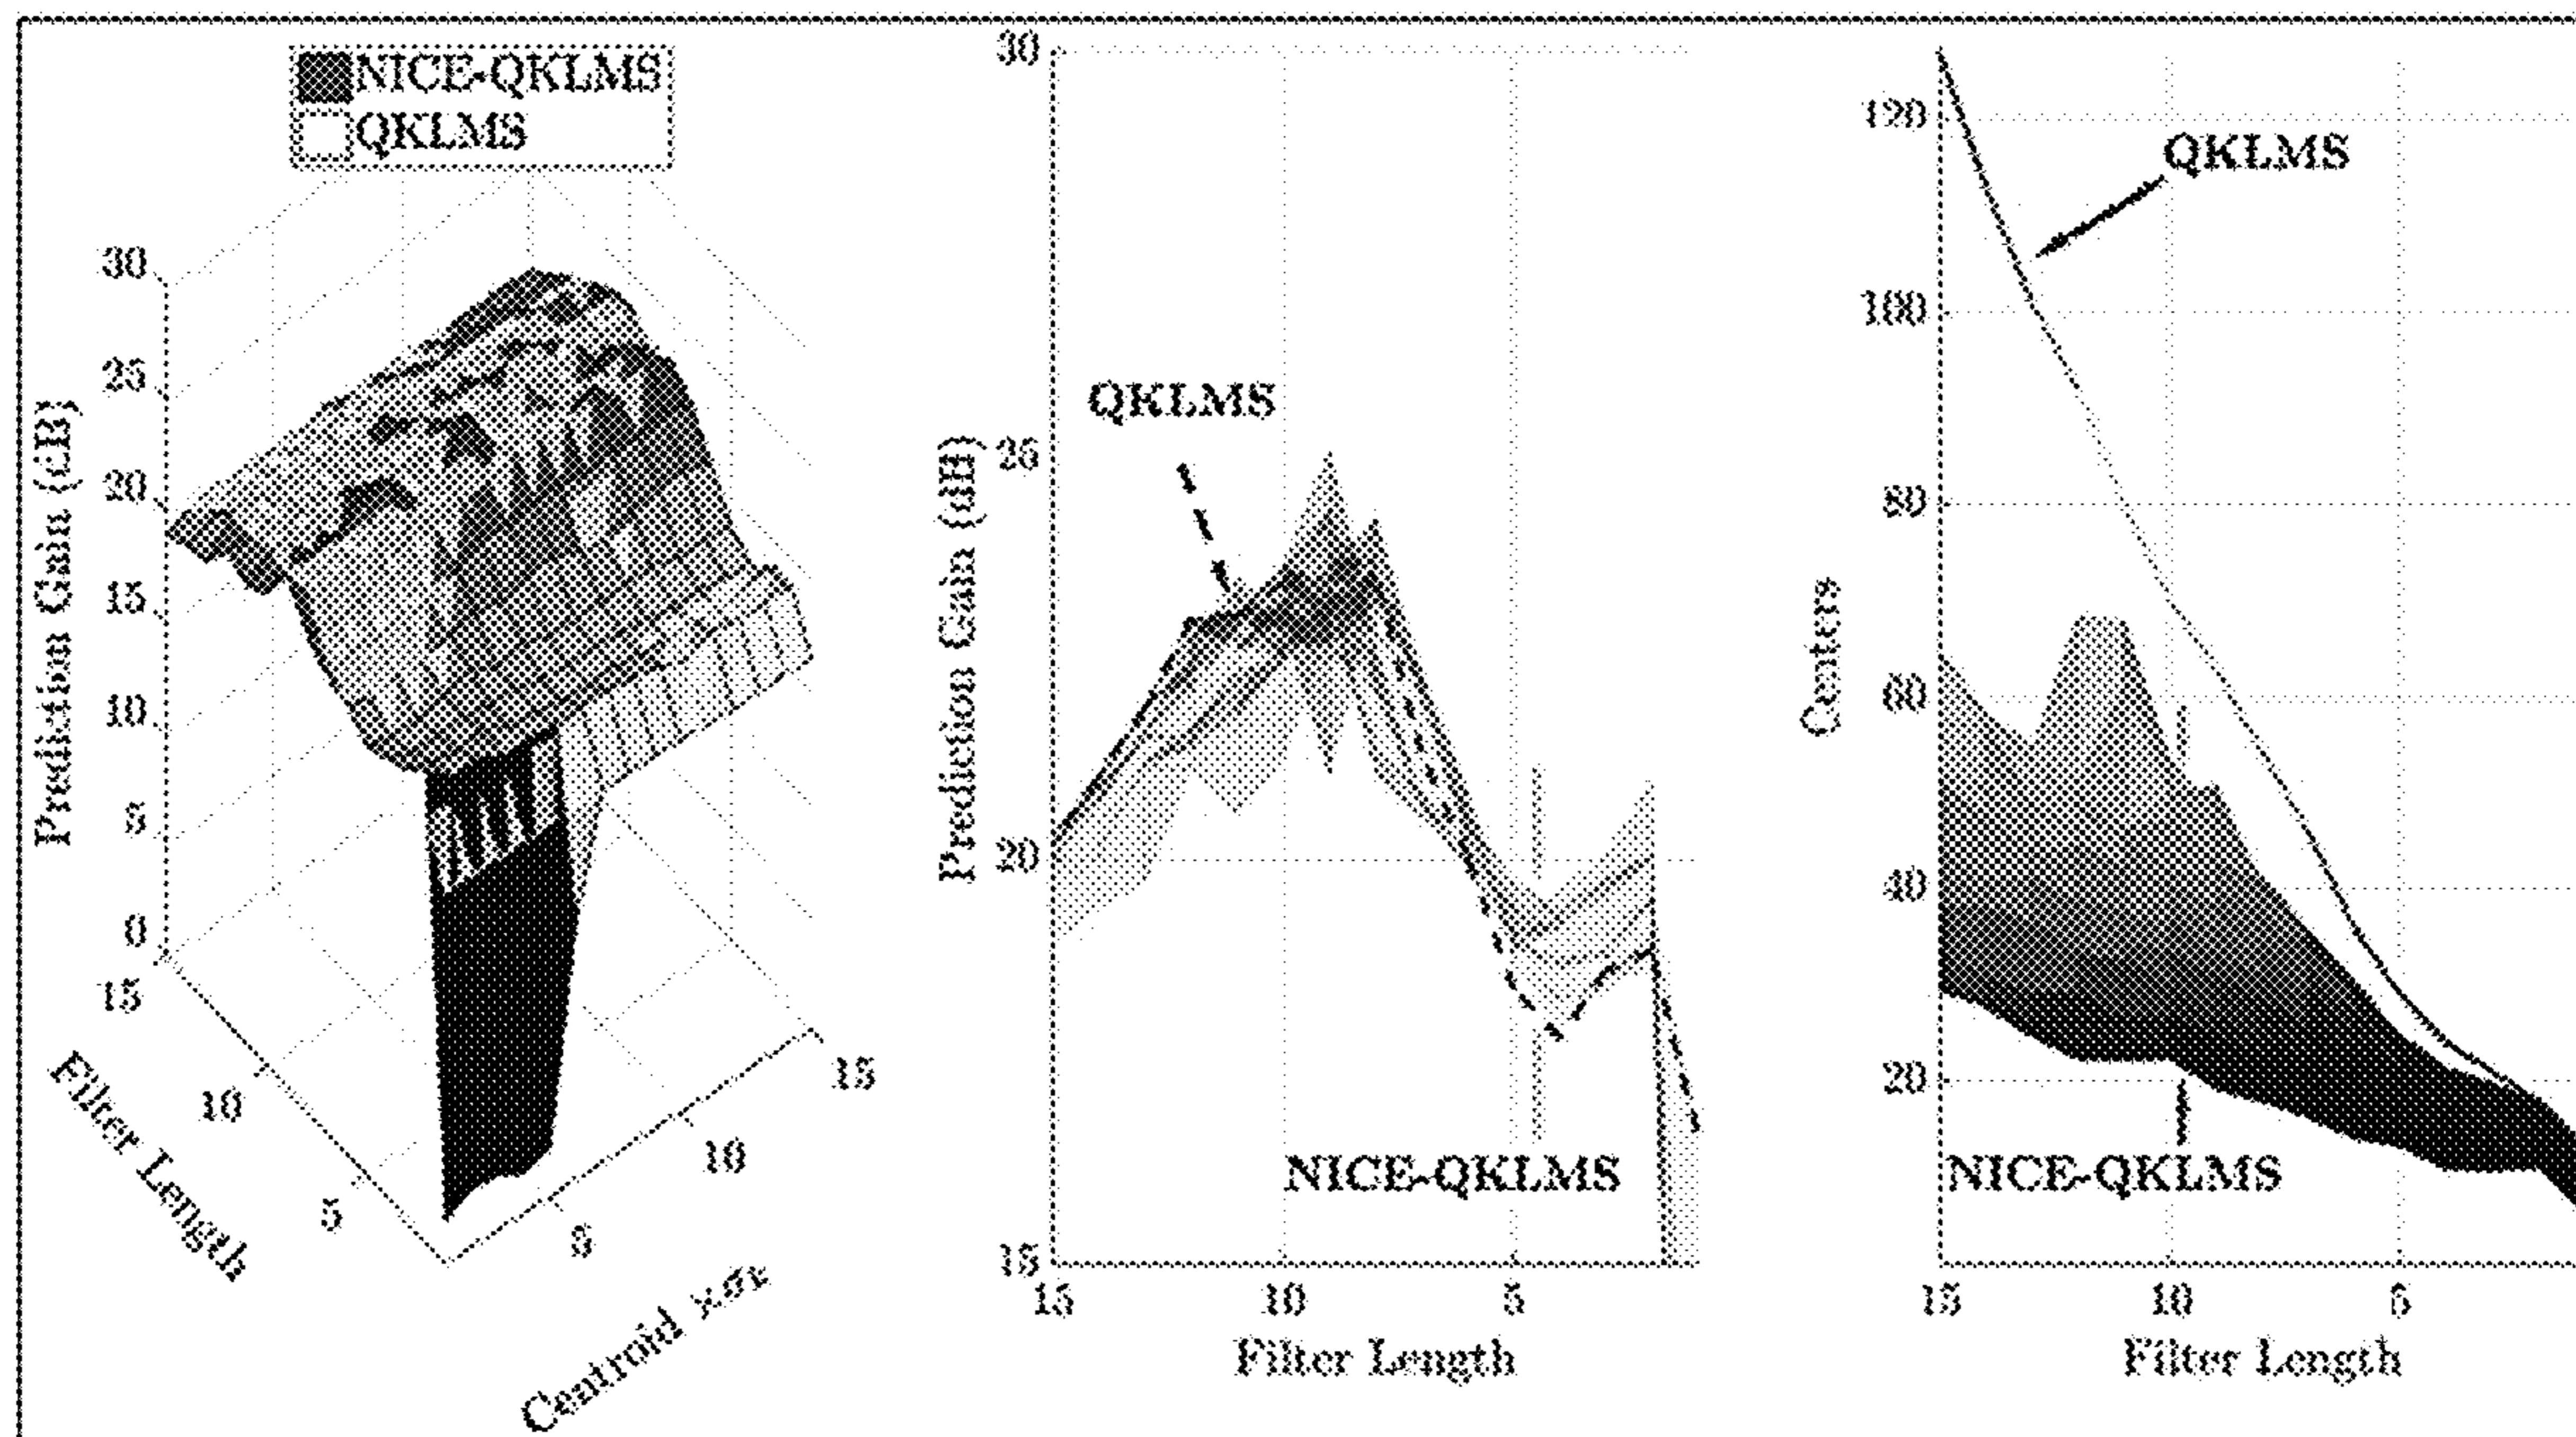 NICE-QKLMS
QKLMS
30
25
20
15
10
5
0
Prediction Gain (dB)
15
10
5
Filter Length
5
10
15
30
25
20
15
Prediction Gain (dB)
QKLMS
NICE-QKLMS
15
10
5
Filter Length
120
100
80
60
40
20
Centers
QKLMS
NICE-QKLMS
15
10
5
Filter Length
Centroid